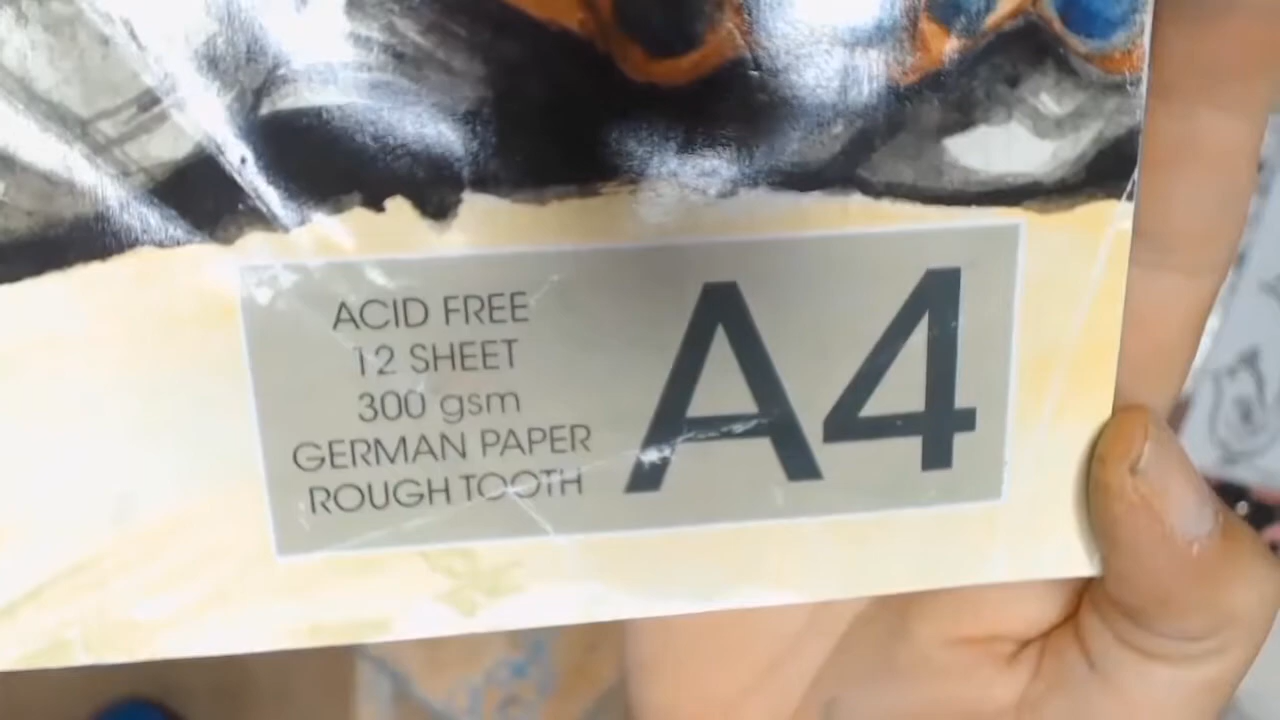 ACID FREE
12 SHEET
300 gsm
GERMAN PAPER
ROUGH TOOTH
A4